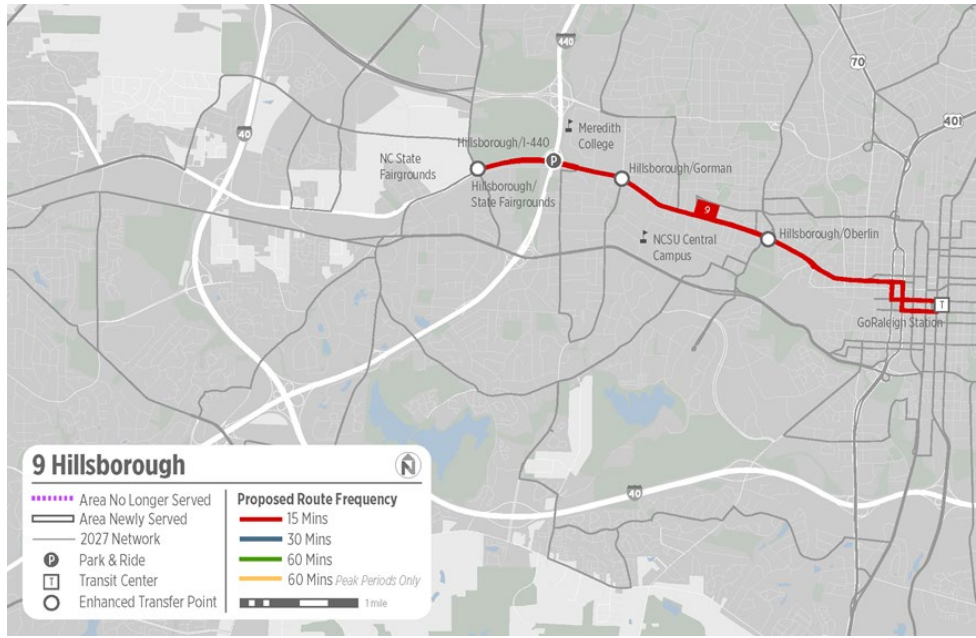 440
70
401
40
Meredith
College
Hillsborough/I-440
P
NC State
Fairgrounds
Hillsborough/Gorman
Hillsborough/
State Fairgrounds
9
NCSU Central
Campus
Hillsborough/Oberlin
T
GoRaleigh Station
40
9 Hillsborough
N
Area No Longer Served
Area Newly Served
2027 Network
P Park & Ride
T Transit Center
Enhanced Transfer Point
Proposed Route Frequency
15 Mins
30 Mins
60 Mins
60 Mins Peak Periods Only
1 mile